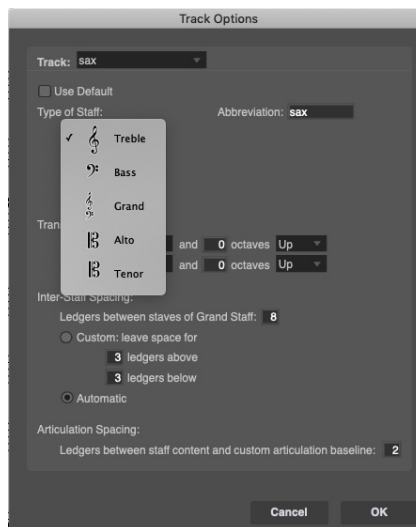 Track Options
Track: sax
Use Default
Type of Staff: Abbreviation: sax
✓ Treble
Bass
Grand
Alto
Tenor
Tran
and 0 octaves Up
and 0 octaves Up
Inter-Staff Spacing:
Ledgers between staves of Grand Staff: 8
Custom: leave space for
3 ledgers above
3 ledgers below
Automatic
Articulation Spacing:
Ledgers between staff content and custom articulation baseline: 2
Cancel OK